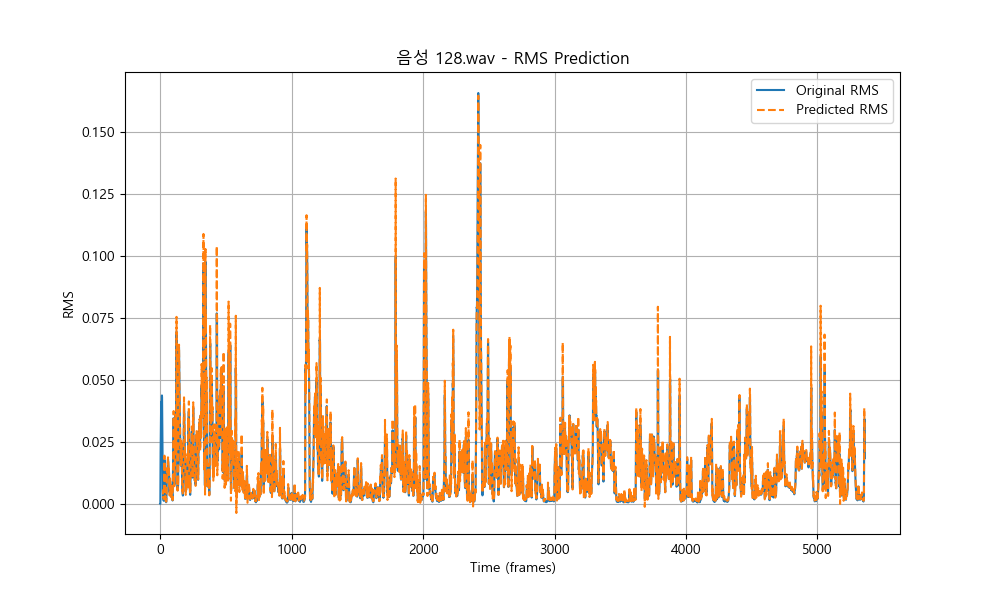 음성 128.wav - RMS Prediction
Original RMS
Predicted RMS
0.150
0.125
0.100
0.075
0.050
0.025
0.000
RMS
0 1000 2000 3000 4000 5000
Time (frames)